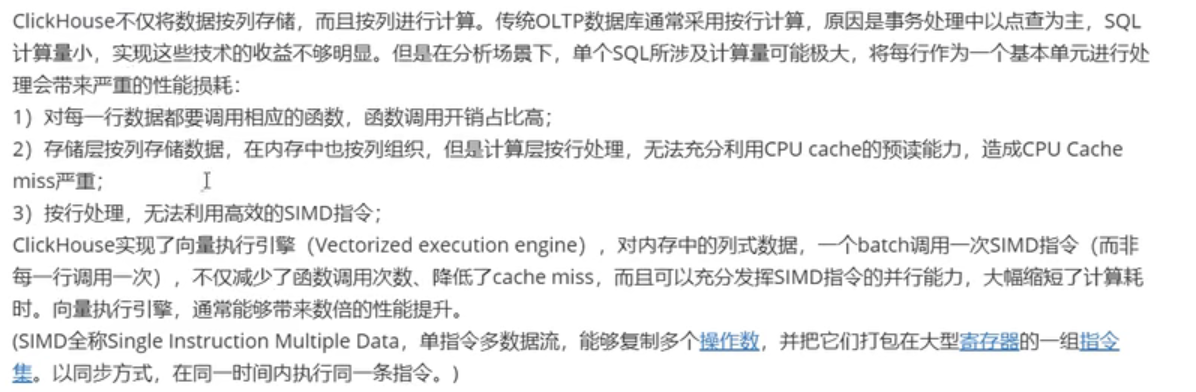 ClickHouse不仅将数据按列存储，而且按列进行计算。传统OLTP数据库通常采用按行计算，原因是事务处理中以点查为主，SQL
计算量小，实现这些技术的收益不够明显。但是在分析场景下，单个SQL所涉及计算量可能极大，将每行作为一个基本单元进行处
理会带来严重的性能损耗：
1）对每一行数据都要调用相应的函数，函数调用开销占比高；
2）存储层按列存储数据，在内存中也按列组织，但是计算层按行处理，无法充分利用CPU cache的预读能力，造成CPU Cache
miss严重；
3）按行处理，无法利用高效的SIMD指令；
ClickHouse实现了向量执行引擎（Vectorized execution engine），对内存中的列式数据，一个batch调用一次SIMD指令（而非
每一行调用一次），不仅减少了函数调用次数、降低了cache miss，而且可以充分发挥SIMD指令的并行能力，大幅缩短了计算耗
时。向量执行引擎，通常能够带来数倍的性能提升。
(SIMD全称Single Instruction Multiple Data，单指令多数据流，能够复制多个操作数，并把它们打包在大型寄存器的一组指令
集。以同步方式，在同一时间内执行同一条指令。)